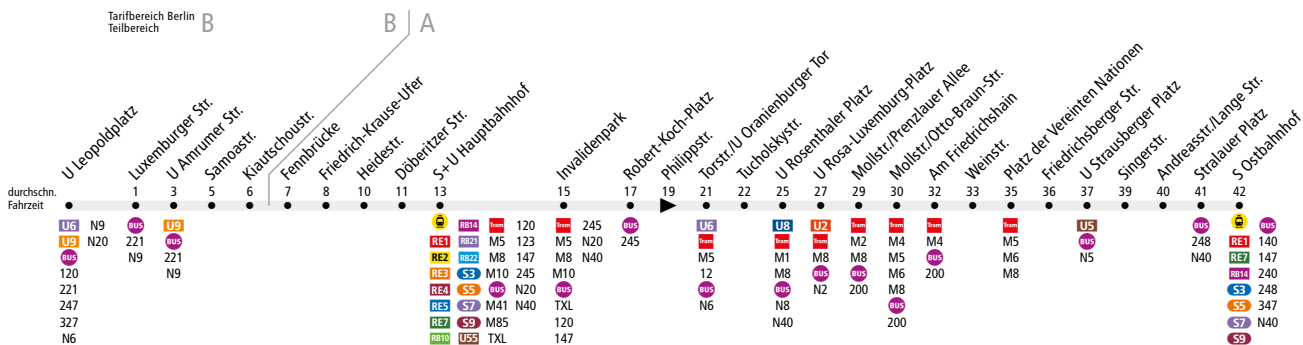 Tarifbereich Berlin
Teilbereich
B
B
A
U Leopoldplatz
Luxemburger Str.
U Amrumer Str.
Samoastr.
Kiautschoustr.
Fennbrücke
Friedrich-Krause-Ufer
Heidestr.
Döberitzer Str.
S+U Hauptbahnhof
Invalidenpark
Robert-Koch-Platz
Philippstr.
Torstr./U Oranienburger Tor
Tucholskystr.
U Rosenthaler Platz
U Rosa-Luxemburg-Platz
Mollstr./Prenzlauer Allee
Mollstr./Otto-Braun-Str.
Am Friedrichshain
Weinstr.
Platz der Vereinten Nationen
Friedrichsberger Str.
U Strausberger Platz
Singerstr.
Andreasstr./Lange Str.
Stralauer Platz
S Ostbahnhof
durchschn. 1 3 5 6 7 8 10 11 13 15 17 19 21 22 25 27 29 30 32 33 35 36 37 39 40 41 42
Fahrzeit
U6 N9
U9 N20
BUS
120
221
247
327
N6
BUS
221
N9
U9
BUS
221
N9
RE1
RE2
RE3
RE4
RE5
RE7
RB10
RB14
RB21
RB22
S3
S5
S7
S9
U55
Tram
M5
M8
M10
BUS
M41
M85
TXL
120
123
147
245
N20
N40
Tram
M5
M8
M10
BUS
TXL
120
147
245
N20
N40
BUS
245
U6
Tram
M5
12
BUS
N6
U8
Tram
M1
M8
BUS
N8
N40
U2
Tram
M8
BUS
N2
Tram
M2
M8
BUS
200
Tram
M4
M5
M6
M8
BUS
200
Tram
M4
BUS
200
Tram
M5
M6
M8
U5
BUS
N5
BUS
248
N40
RE1
RE7
RB14
S3
S5
S7
S9
BUS
140
147
240
248
347
N40